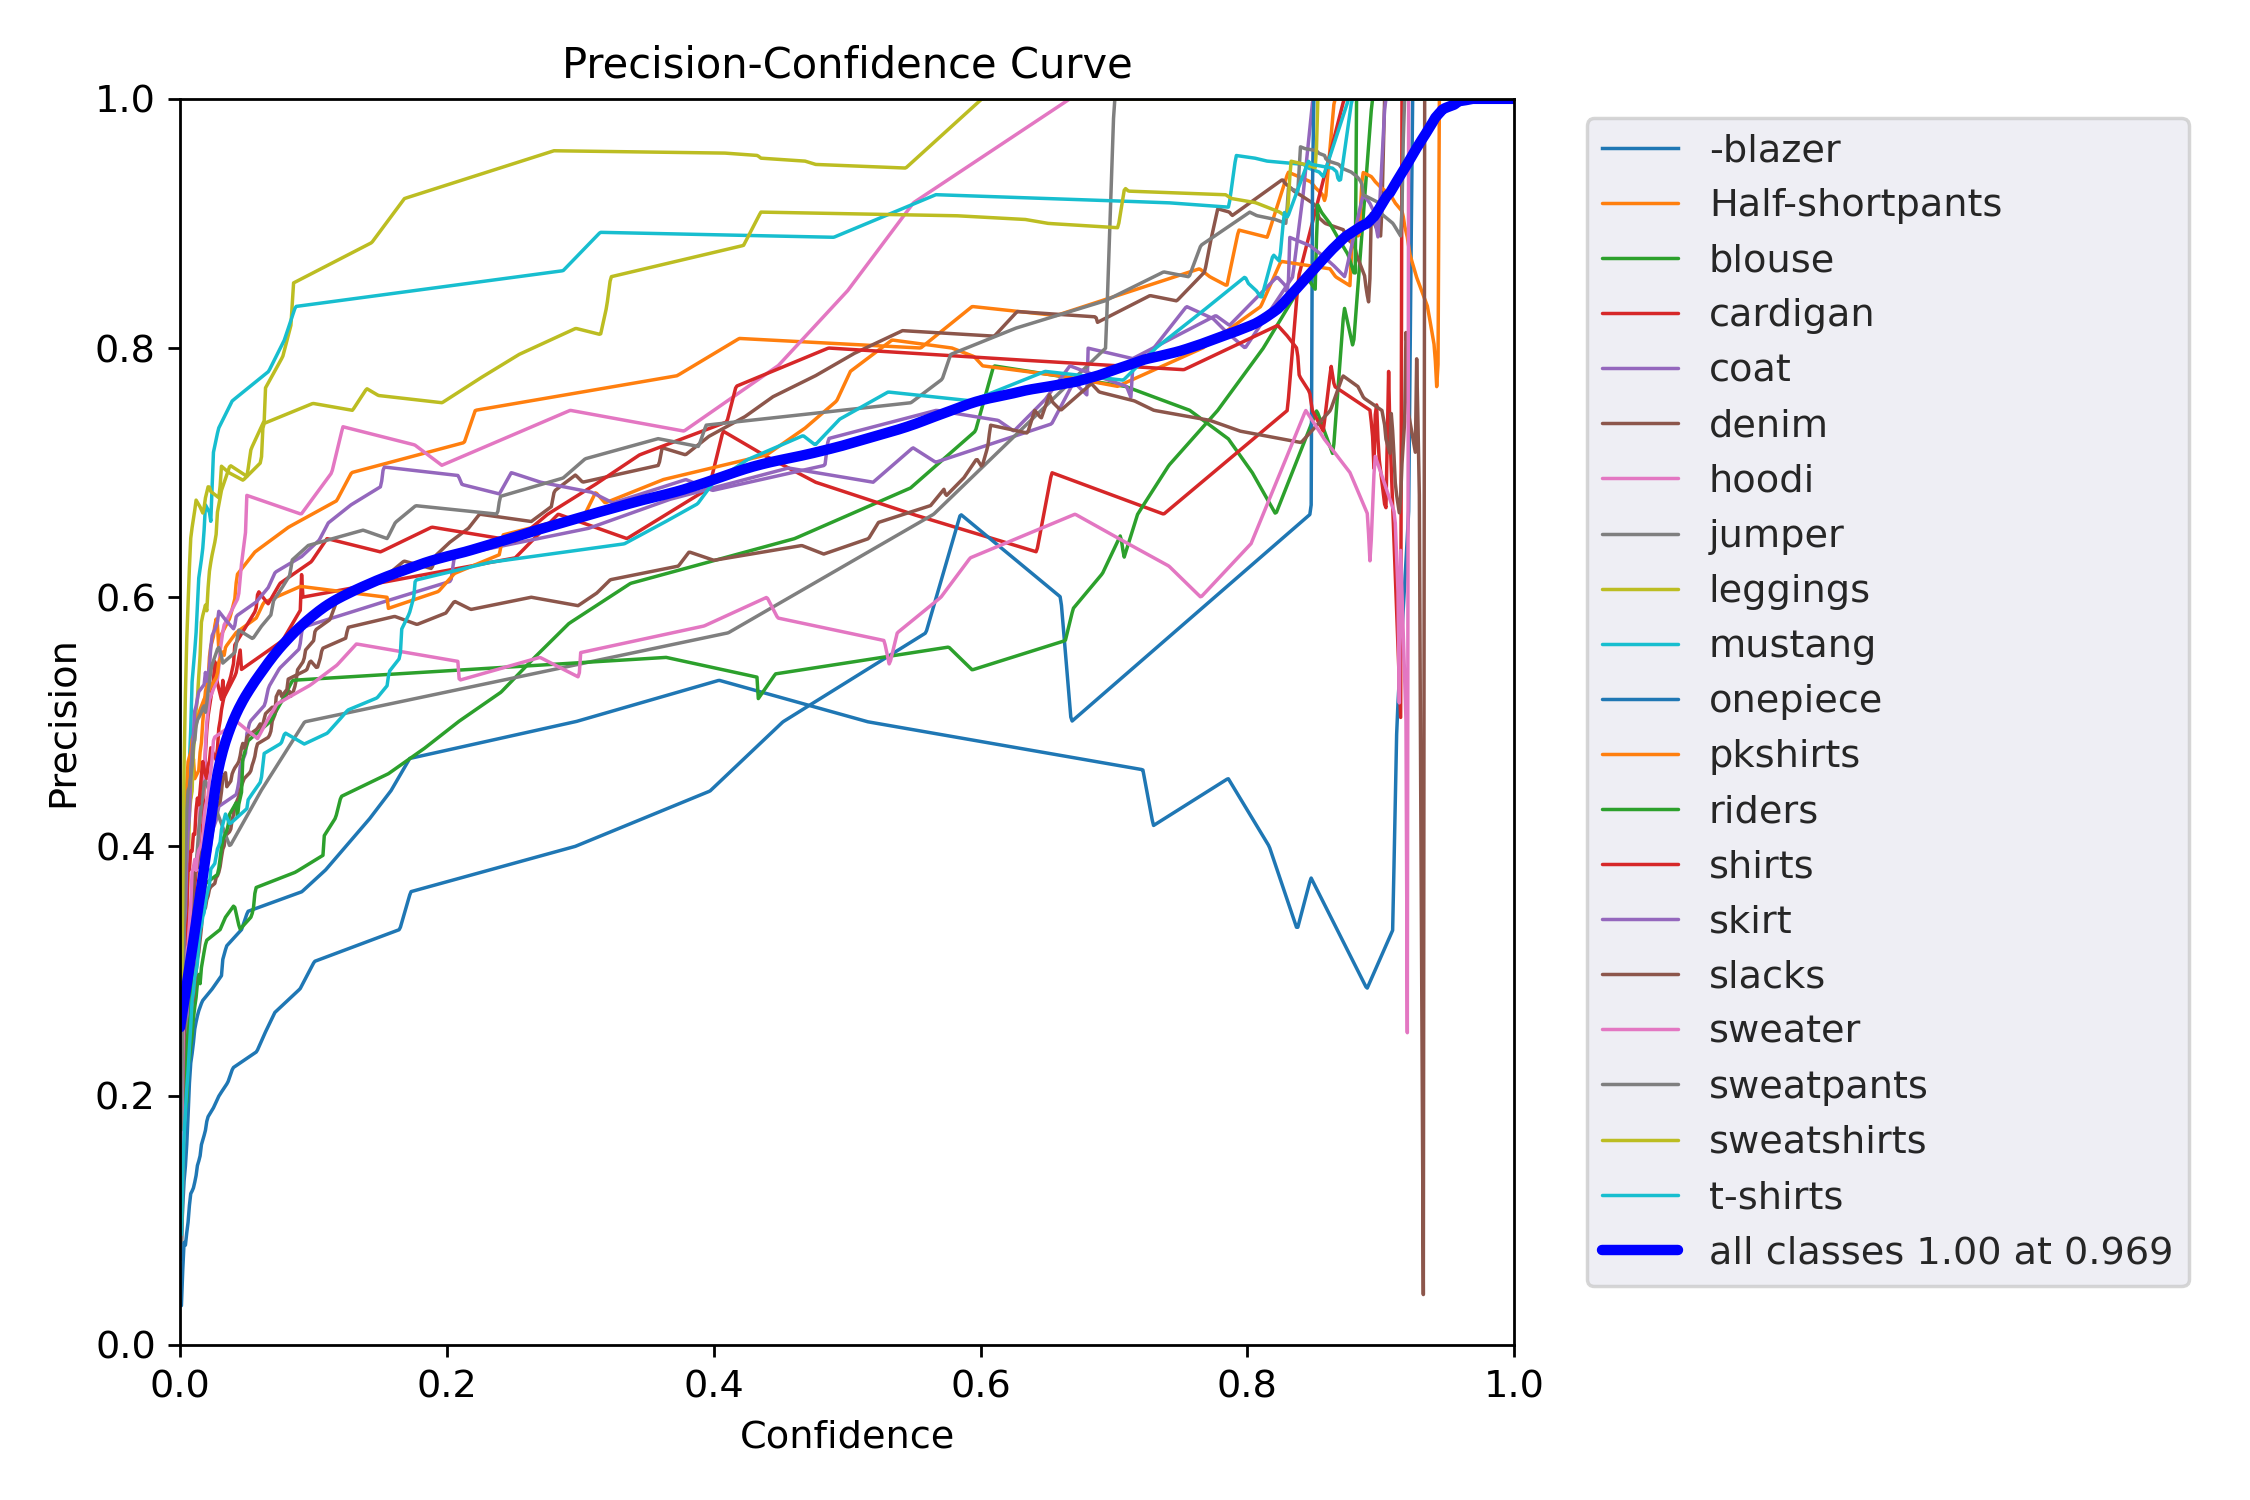 Precision-Confidence Curve
1.0
0.8
0.6
0.4
0.2
0.0
Precision
0.0 0.2 0.4 0.6 0.8 1.0
Confidence
-blazer
Half-shortpants
blouse
cardigan
coat
denim
hoodi
jumper
leggings
mustang
onepiece
pkshirts
riders
shirts
skirt
slacks
sweater
sweatpants
sweatshirts
t-shirts
all classes 1.00 at 0.969